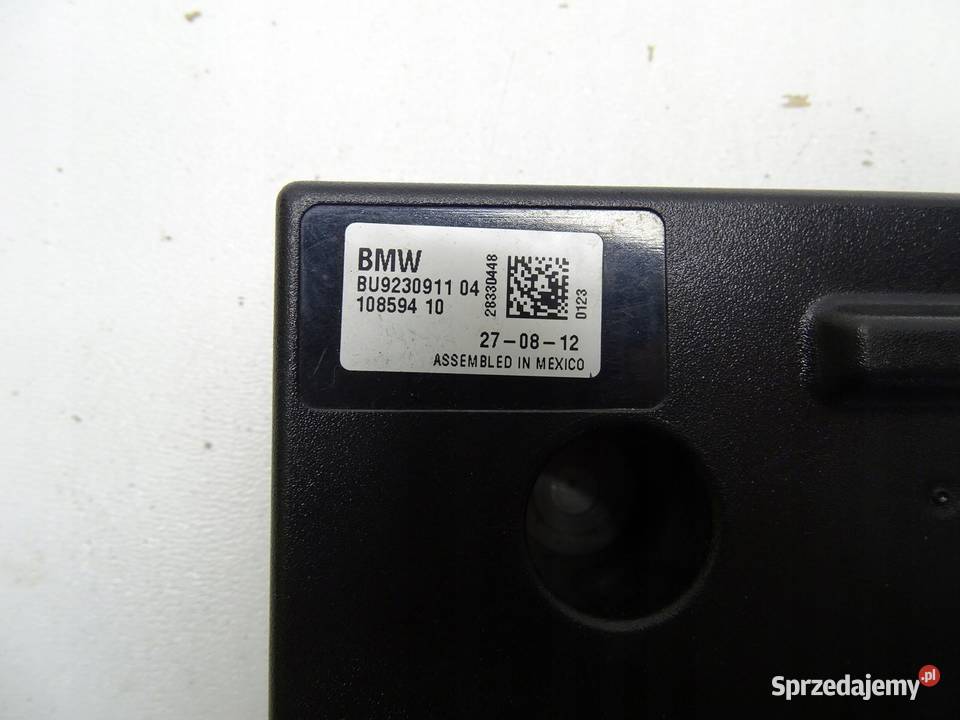 BMW
BU9230911 04
108594 10
28330448
0123
27-08-12
ASSEMBLED IN MEXICO
Sprzedajemy.pl